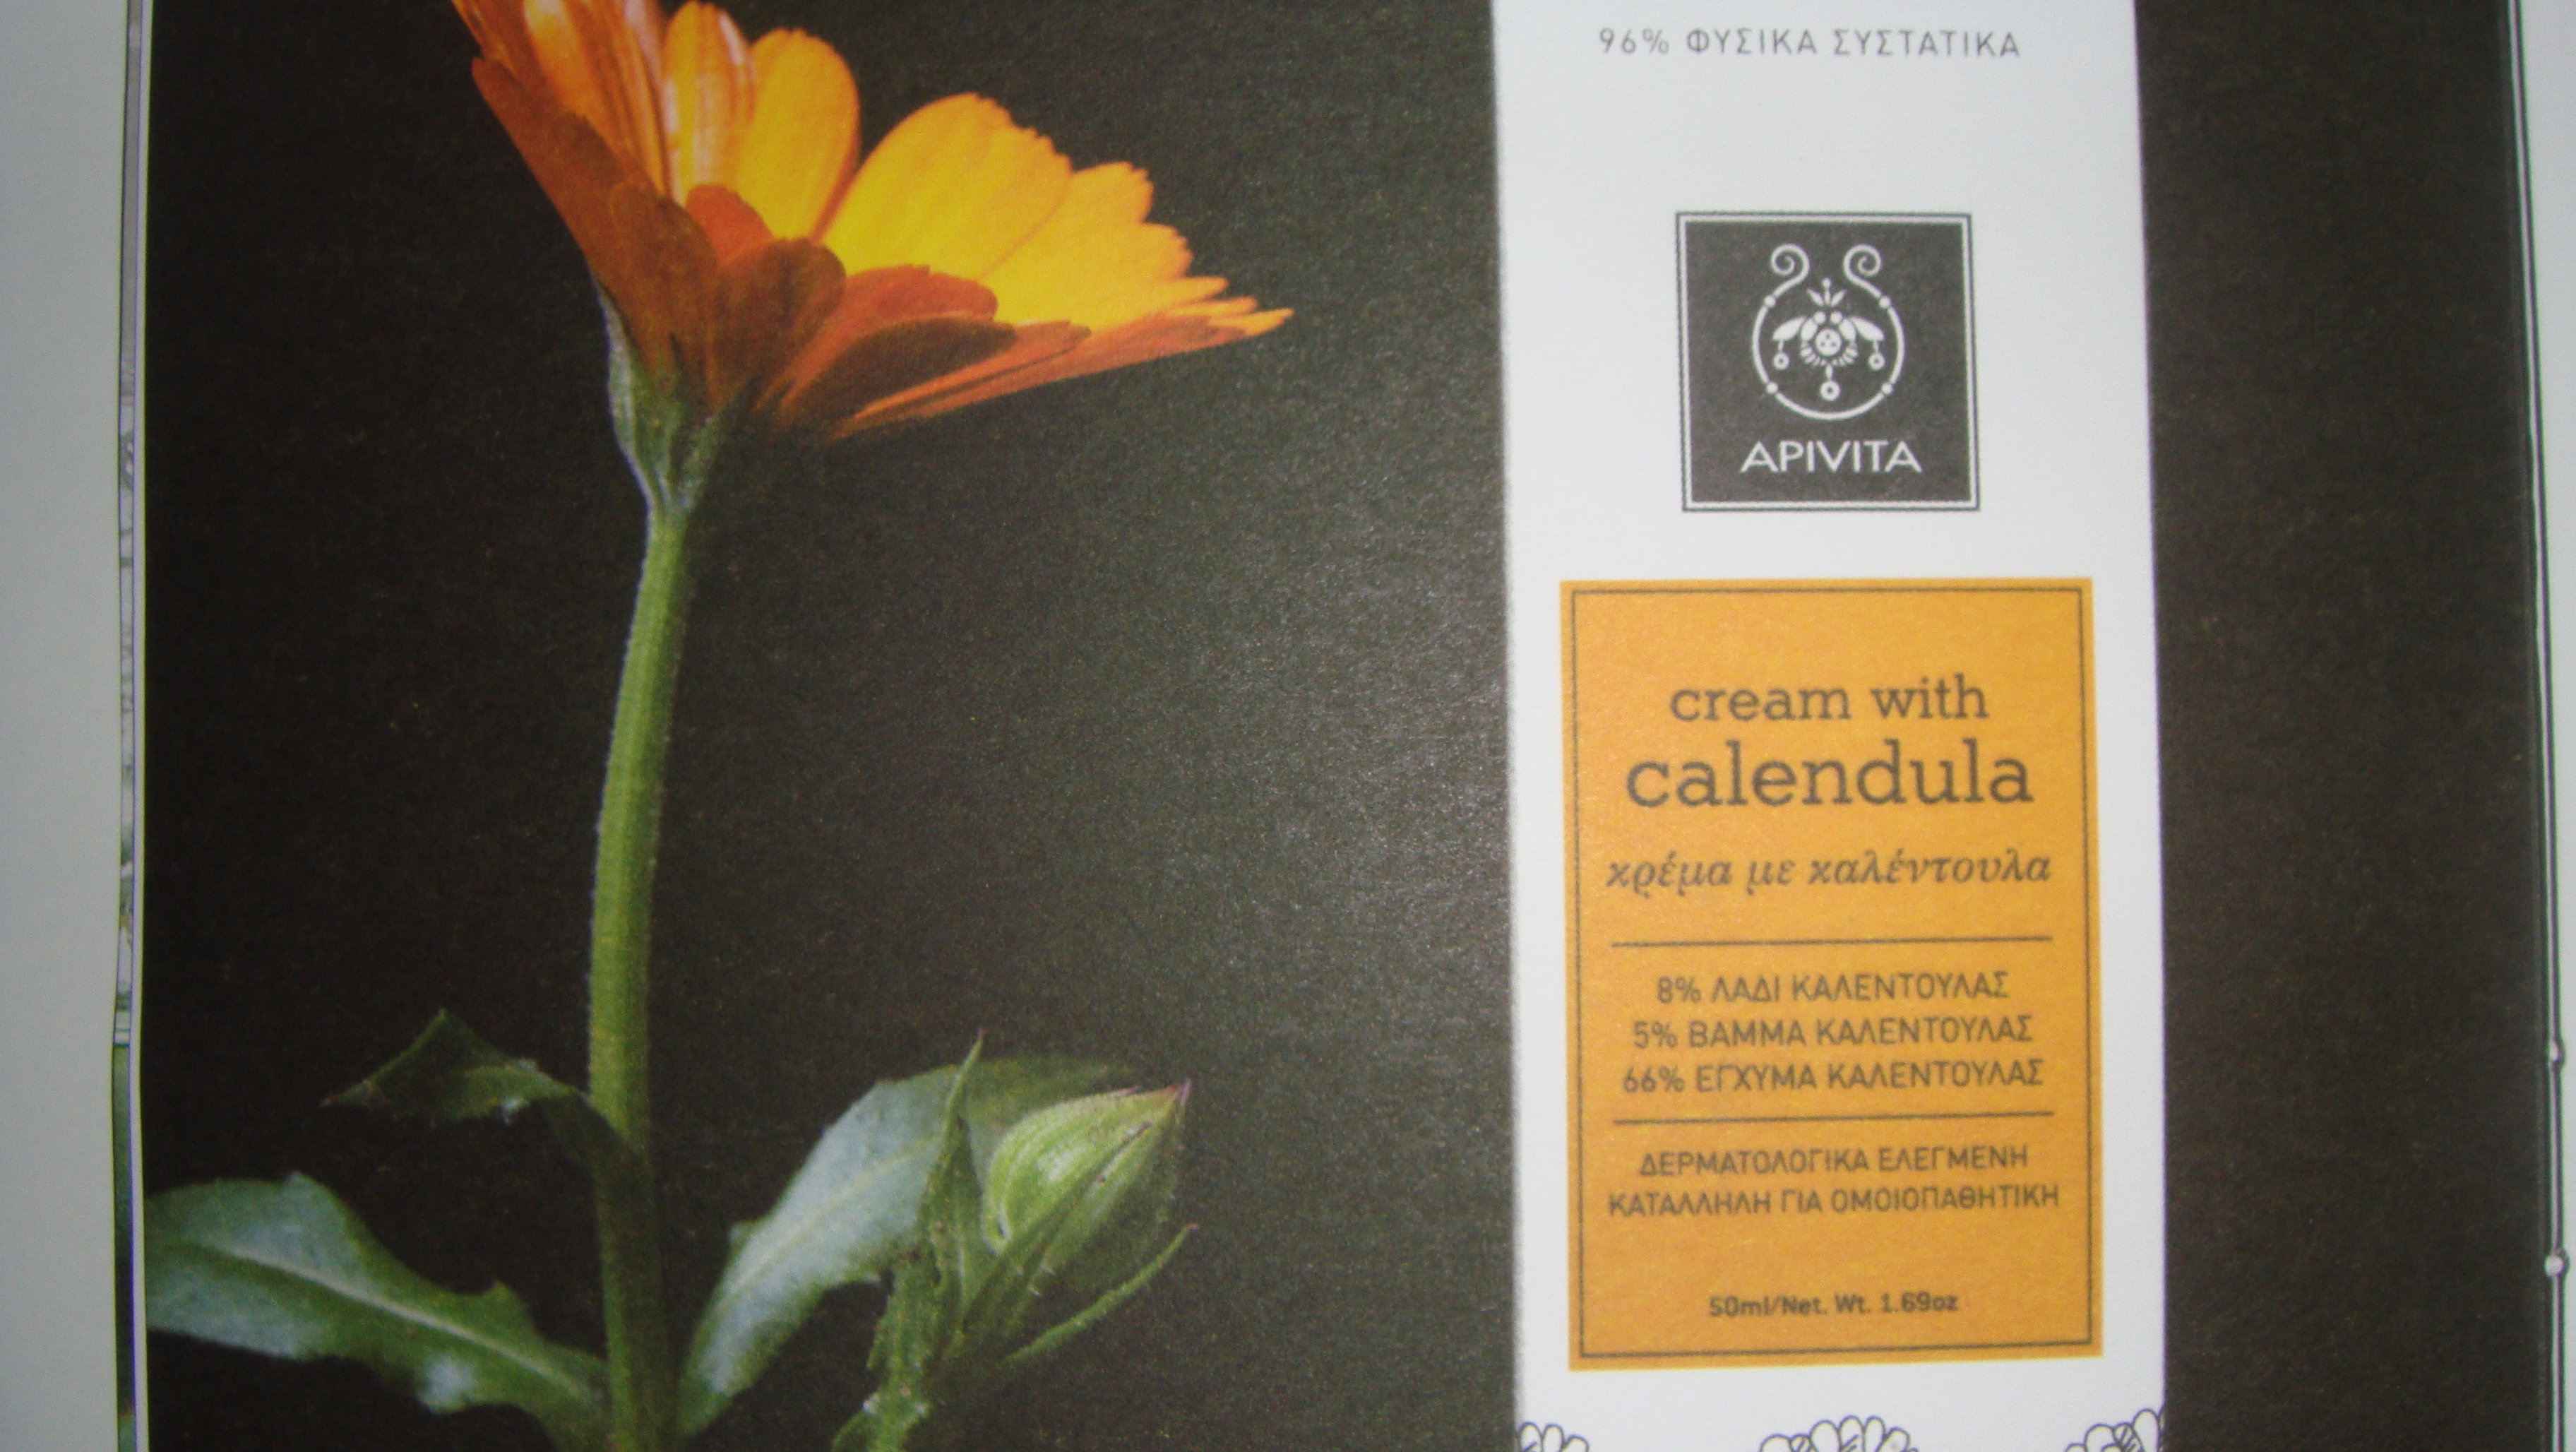 96% ΦΥΣΙΚΑ ΣΥΣΤΑΤΙΚΑ
APIVITA
cream with
calendula
κρέμα με καλέντουλα
8% ΛΑΔΙ ΚΑΛΕΝΤΟΥΛΑΣ
5% ΒΑΜΜΑ ΚΑΛΕΝΤΟΥΛΑΣ
66% ΕΓΧΥΜΑ ΚΑΛΕΝΤΟΥΛΑΣ
ΔΕΡΜΑΤΟΛΟΓΙΚΑ ΕΛΕΓΜΕΝΗ
ΚΑΤΑΛΛΗΛΗ ΓΙΑ ΟΜΟΙΟΠΑΘΗΤΙΚΗ
50ml/Net. Wt. 1.69oz